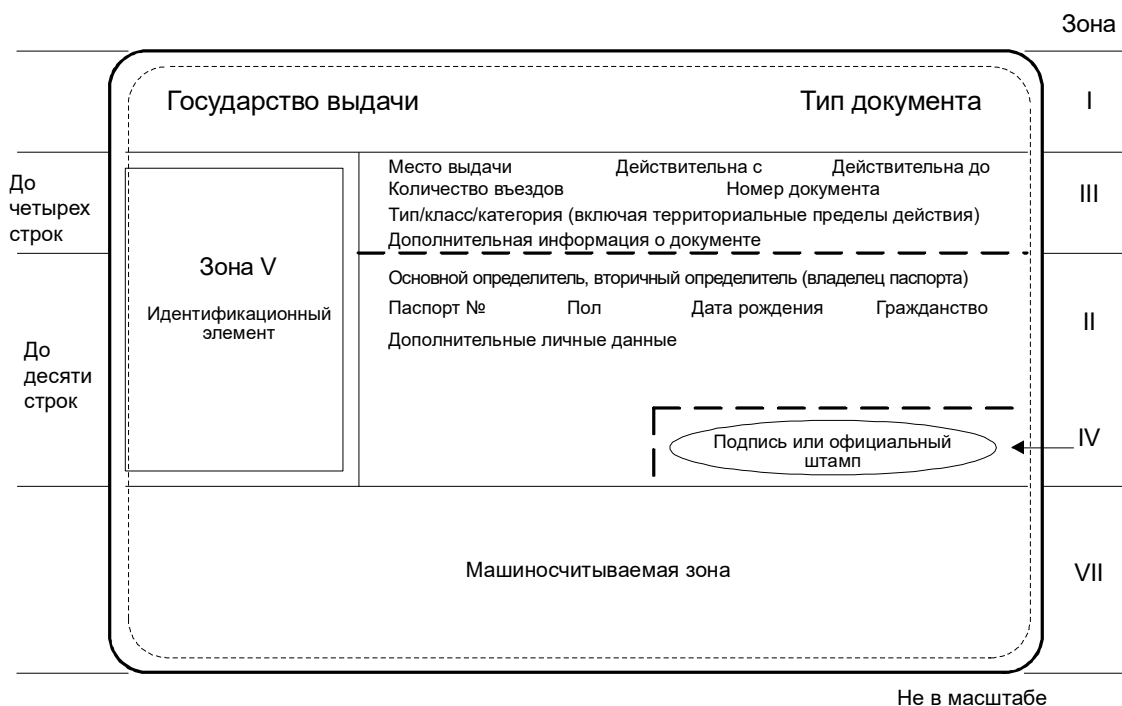 Зона
Государство выдачи Тип документа I
До четырех строк
Место выдачи Действительна с Действительна до
Количество въездов Номер документа
III
Тип/класс/категория (включая территориальные пределы действия)
Дополнительная информация о документе
Зона V
Идентификационный
элемент
До
десяти
строк
Основной определитель, вторичный определитель (владелец паспорта)
Паспорт № Пол Дата рождения Гражданство
II
Дополнительные личные данные
Подпись или официальный
штамп
IV
Машиносчитываемая зона VII
Не в масштабе